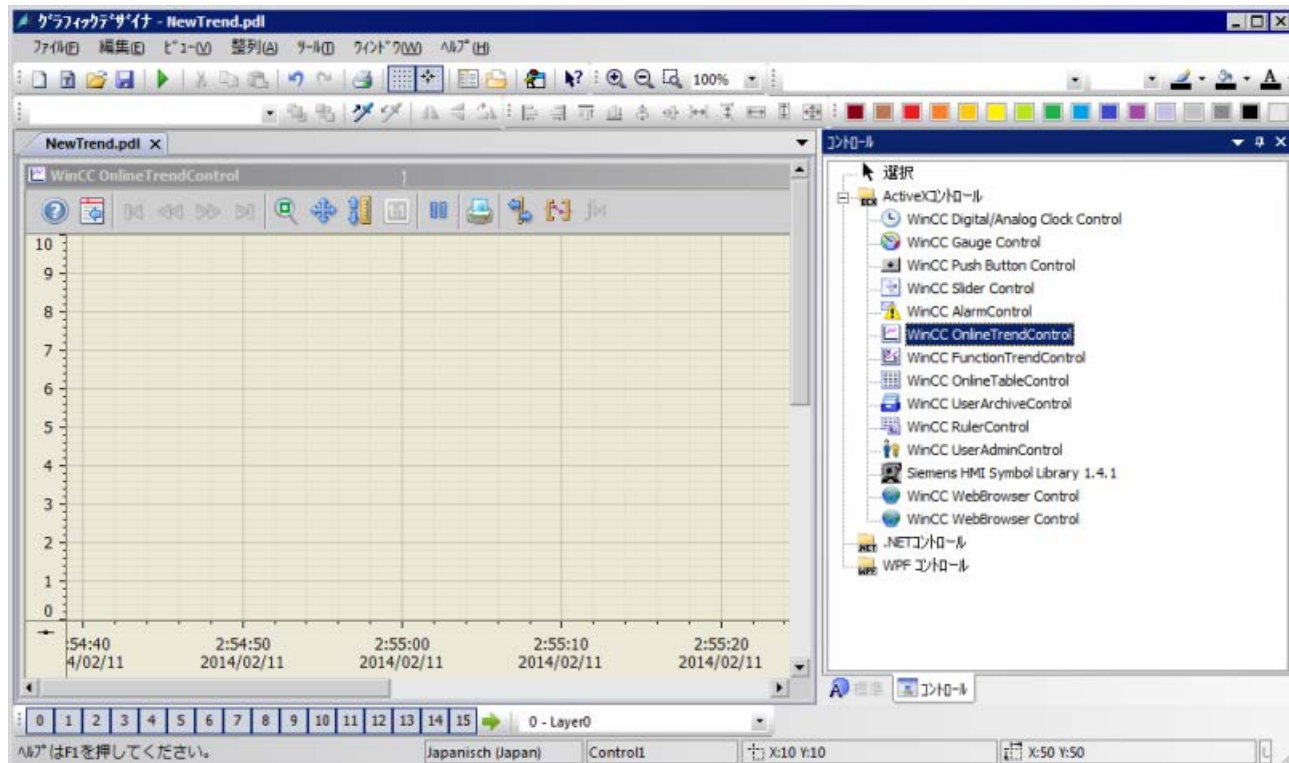 グラフィックデザイナ - NewTrend.pdl
ファイル(F) 編集(E) ビュー(V) 整列(A) ツール(T) ウィンドウ(W) ヘルプ(H)
100%
A
NewTrend.pdl
WinCC OnlineTrendControl
10
9
8
7
6
5
4
3
2
1
0
:54:40 2:54:50 2:55:00 2:55:10 2:55:20
4/02/11 2014/02/11 2014/02/11 2014/02/11 2014/02/11
コントロール
選択
ActiveXコントロール
WinCC Digital/Analog Clock Control
WinCC Gauge Control
WinCC Push Button Control
WinCC Slider Control
WinCC AlarmControl
WinCC OnlineTrendControl
WinCC FunctionTrendControl
WinCC OnlineTableControl
WinCC UserArchiveControl
WinCC RulerControl
WinCC UserAdminControl
Siemens HMI Symbol Library 1.4.1
WinCC WebBrowser Control
WinCC WebBrowser Control
.NETコントロール
WPF コントロール
標準 コントロール
0 1 2 3 4 5 6 7 8 9 10 11 12 13 14 15 0 - Layer0
ヘルプはF1を押してください。 Japanisch (Japan) Control1 X:10 Y:10 X:50 Y:50